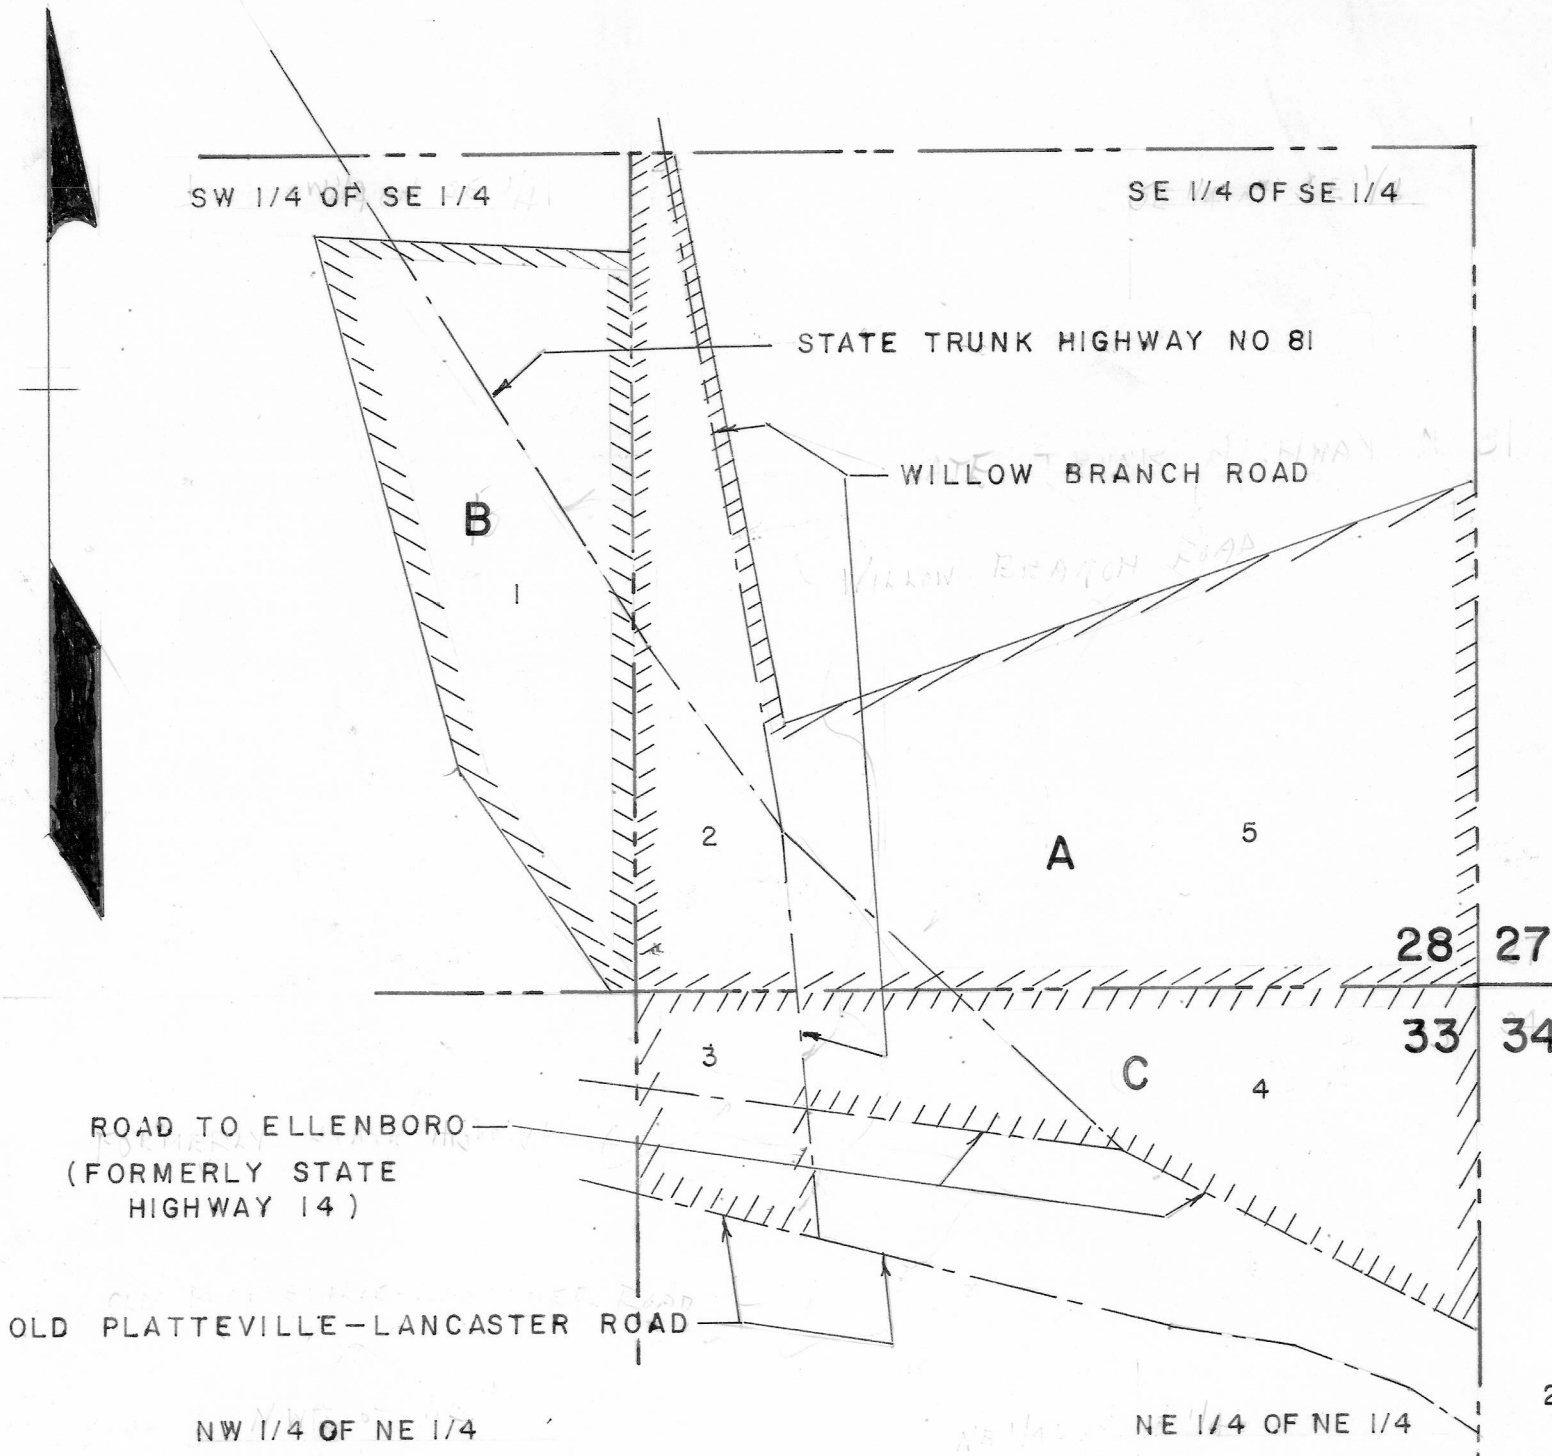 SW 1/4 OF SE 1/4
SE 1/4 OF SE 1/4
STATE TRUNK HIGHWAY NO 81
WILLOW BRANCH ROAD
B
1
2
A
5
28
27
33
34
3
C
4
ROAD TO ELLENBORO
(FORMERLY STATE
HIGHWAY 14)
OLD PLATTEVILLE-LANCASTER ROAD
2
NW 1/4 OF NE 1/4
NE 1/4 OF NE 1/4